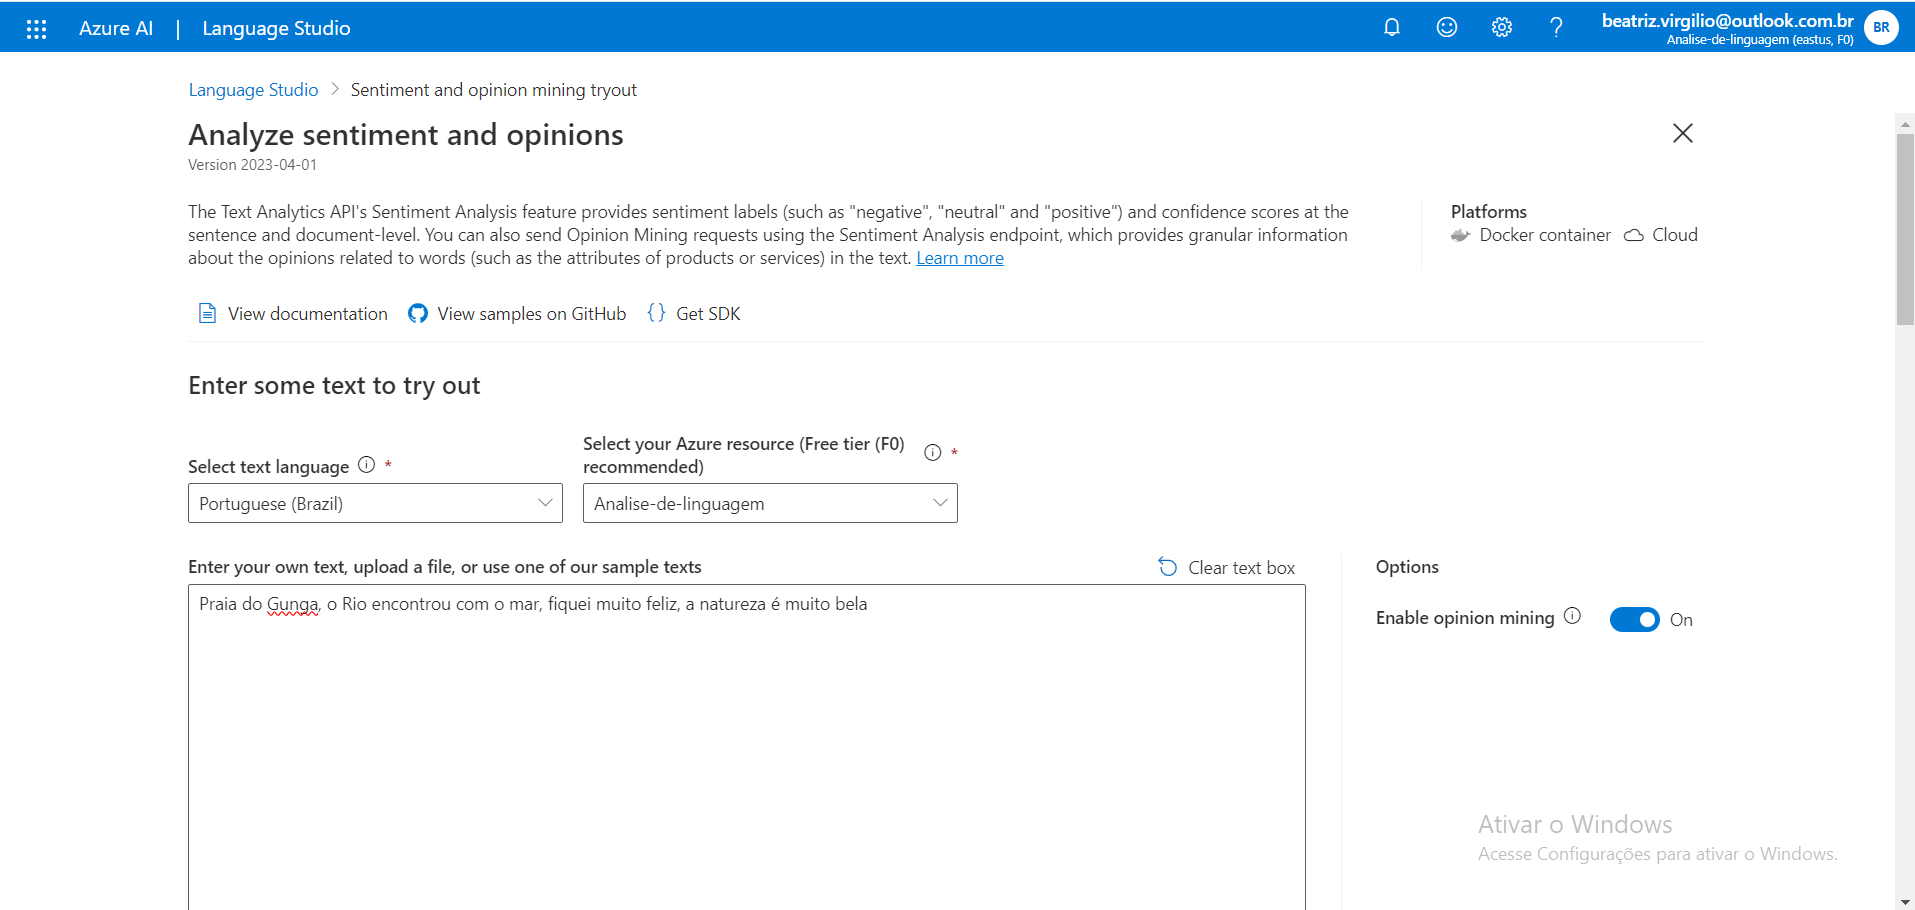 Azure AI | Language Studio
beatriz.virgilio@outlook.com.br
Analise-de-linguagem (eastus, F0)
BR
Language Studio > Sentiment and opinion mining tryout
Analyze sentiment and opinions
Version 2023-04-01
The Text Analytics API's Sentiment Analysis feature provides sentiment labels (such as "negative", "neutral" and "positive") and confidence scores at the
sentence and document-level. You can also send Opinion Mining requests using the Sentiment Analysis endpoint, which provides granular information
about the opinions related to words (such as the attributes of products or services) in the text. Learn more
Platforms
Docker container Cloud
View documentation View samples on GitHub {} Get SDK
Enter some text to try out
Select text language *
Portuguese (Brazil)
Select your Azure resource (Free tier (F0)
recommended) *
Analise-de-linguagem
Enter your own text, upload a file, or use one of our sample texts
Clear text box
Praia do Gunga, o Rio encontrou com o mar, fiquei muito feliz, a natureza é muito bela
Options
Enable opinion mining On
Ativar o Windows
Acesse Configurações para ativar o Windows.